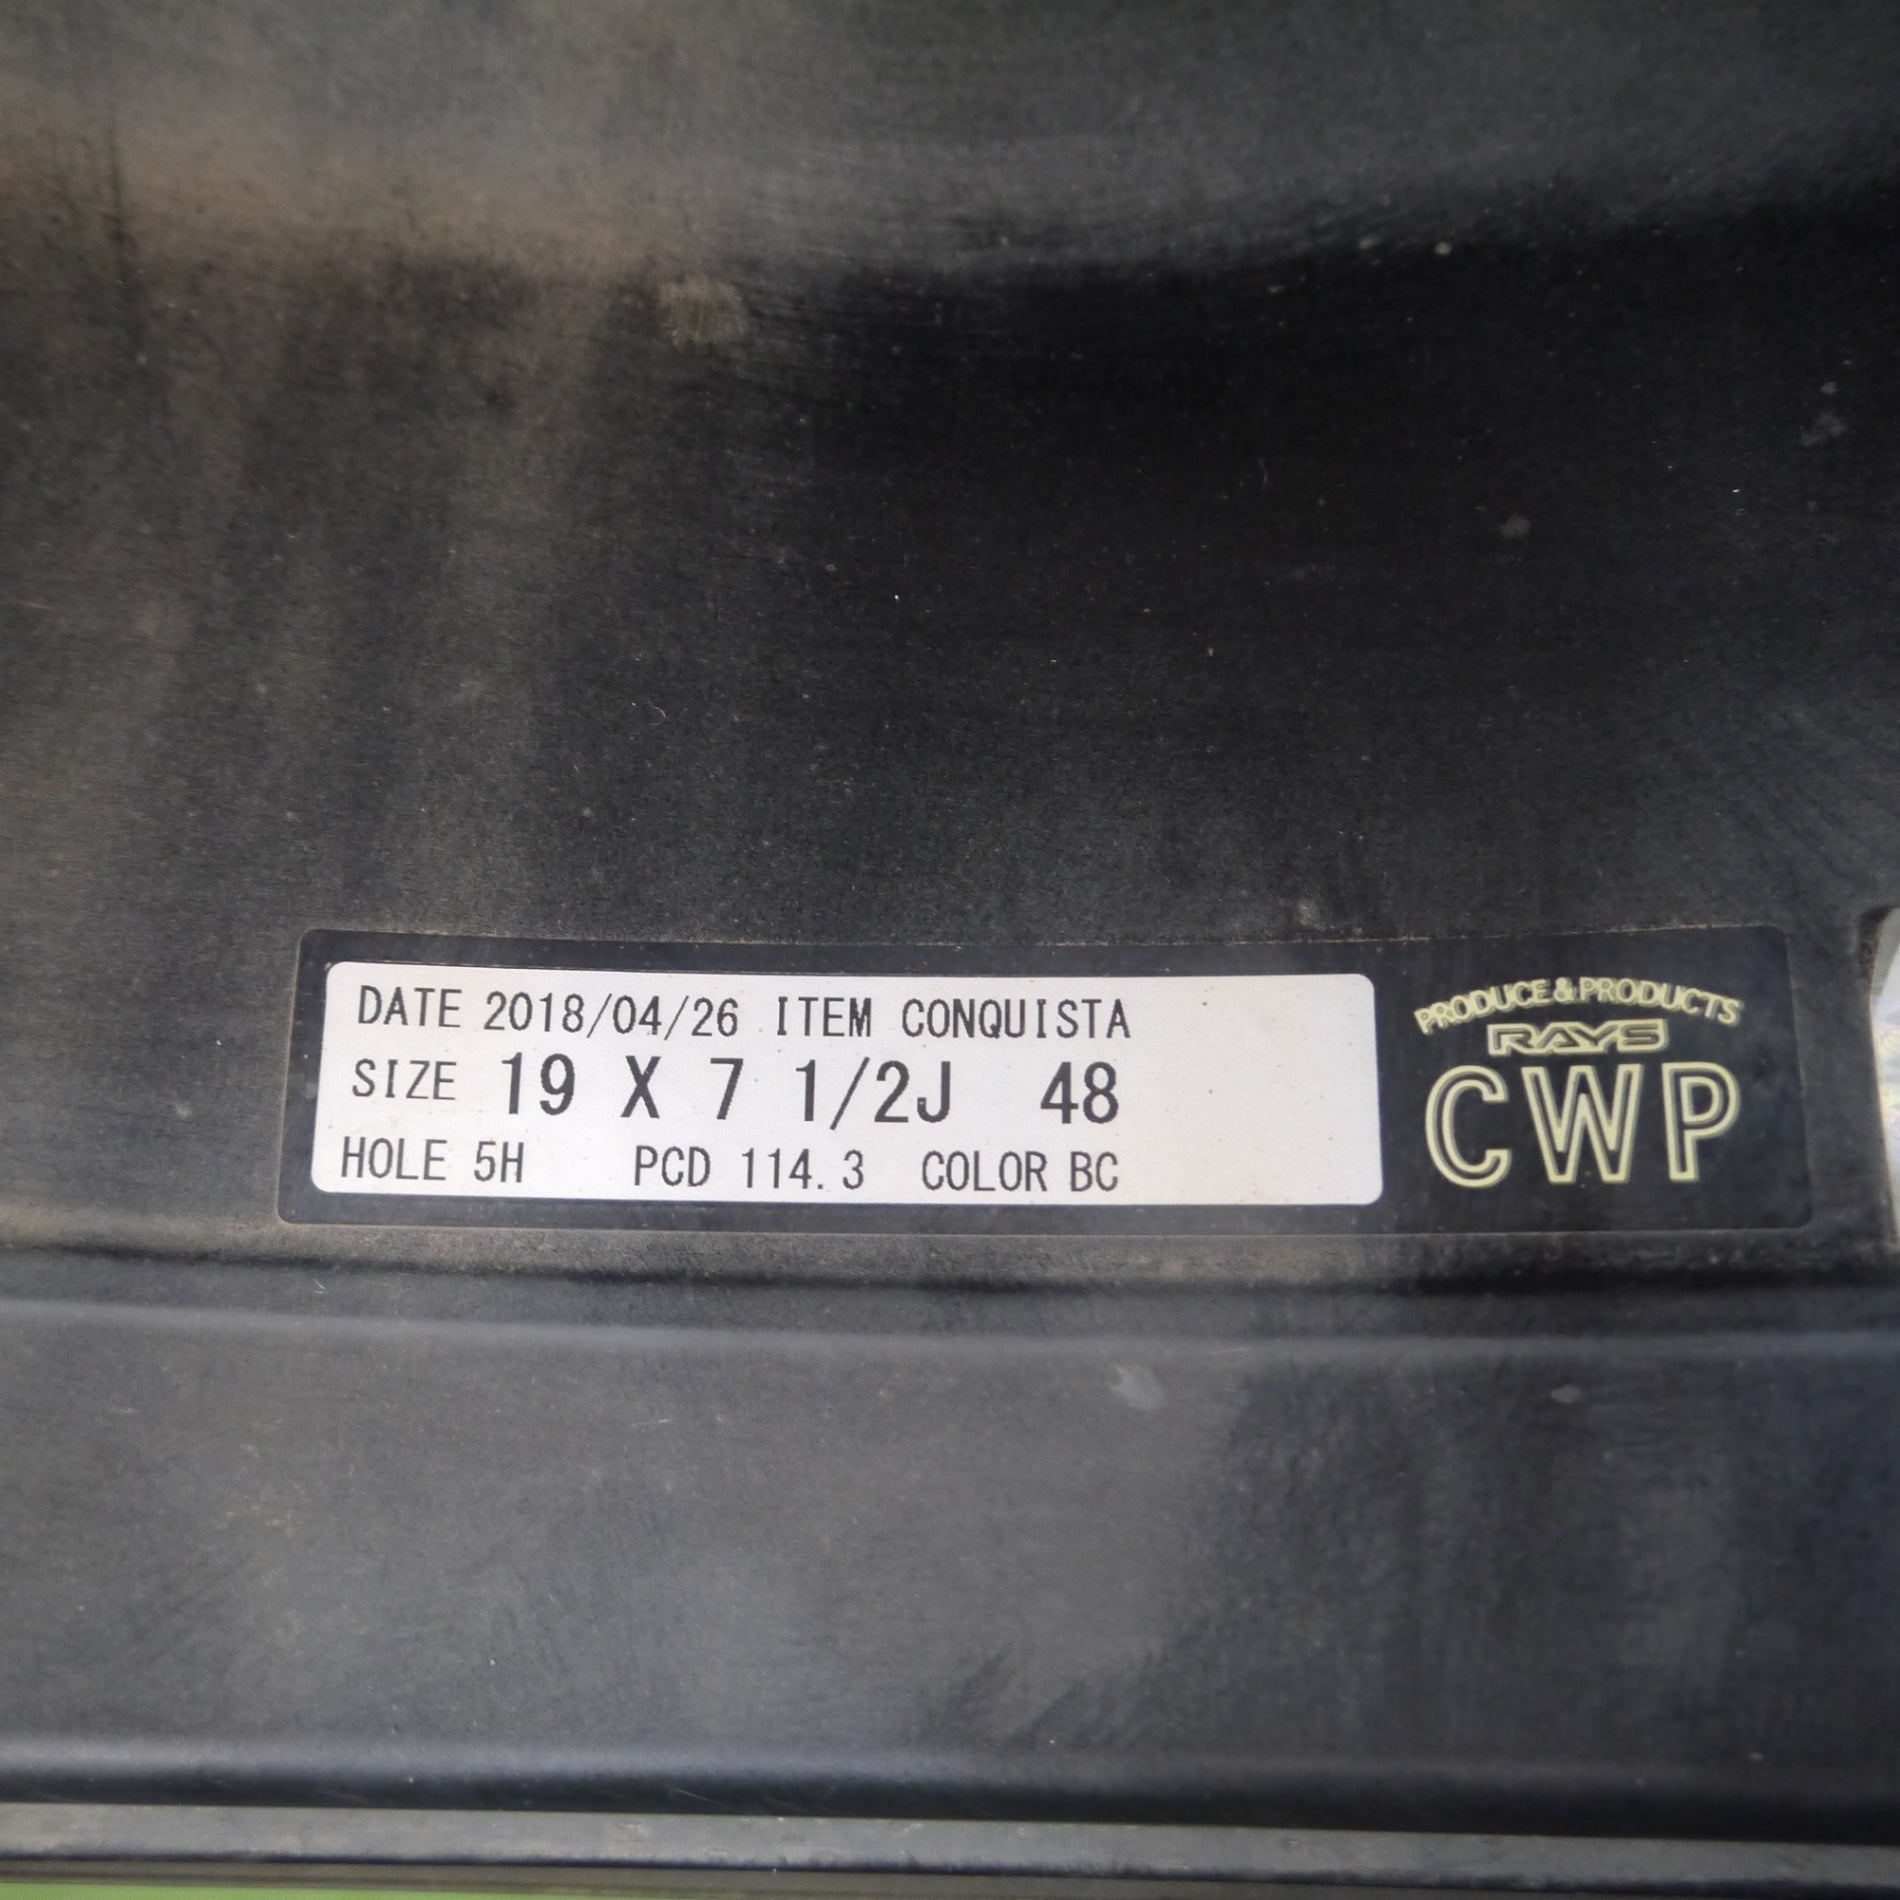 DATE 2018/04/26 ITEM CONQUISTA
SIZE 19 X 7 1/2J 48
HOLE 5H PCD 114.3 COLOR BC
PRODUCE & PRODUCTS
RAYS
CWP